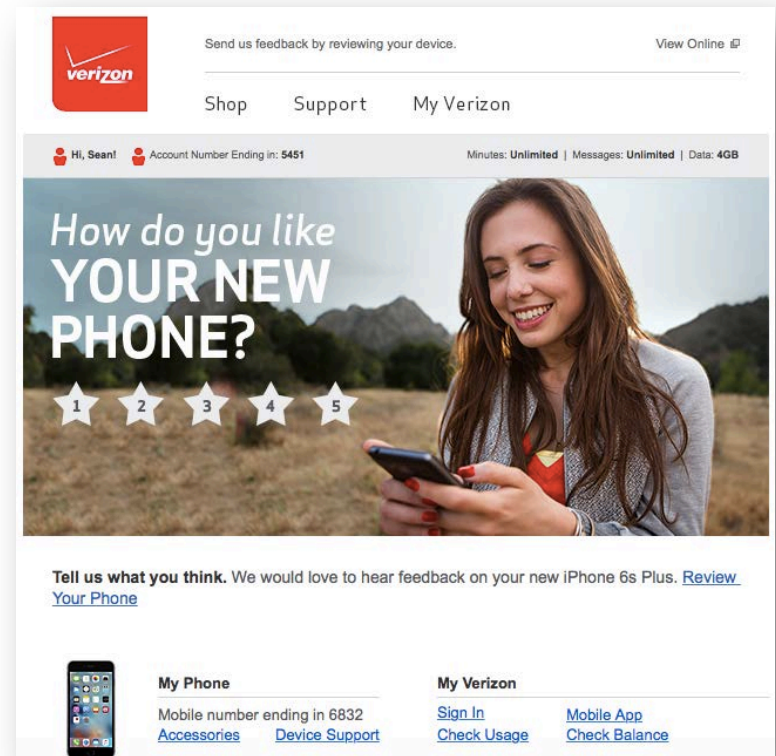 verizon
Send us feedback by reviewing your device.
View Online
Shop Support My Verizon
Hi, Sean! Account Number Ending in: 5451 Minutes: Unlimited | Messages: Unlimited | Data: 4GB
How do you like
YOUR NEW
PHONE?
1 2 3 4 5
Tell us what you think. We would love to hear feedback on your new iPhone 6s Plus. Review
Your Phone
My Phone
Mobile number ending in 6832
Accessories Device Support
My Verizon
Sign In Mobile App
Check Usage Check Balance